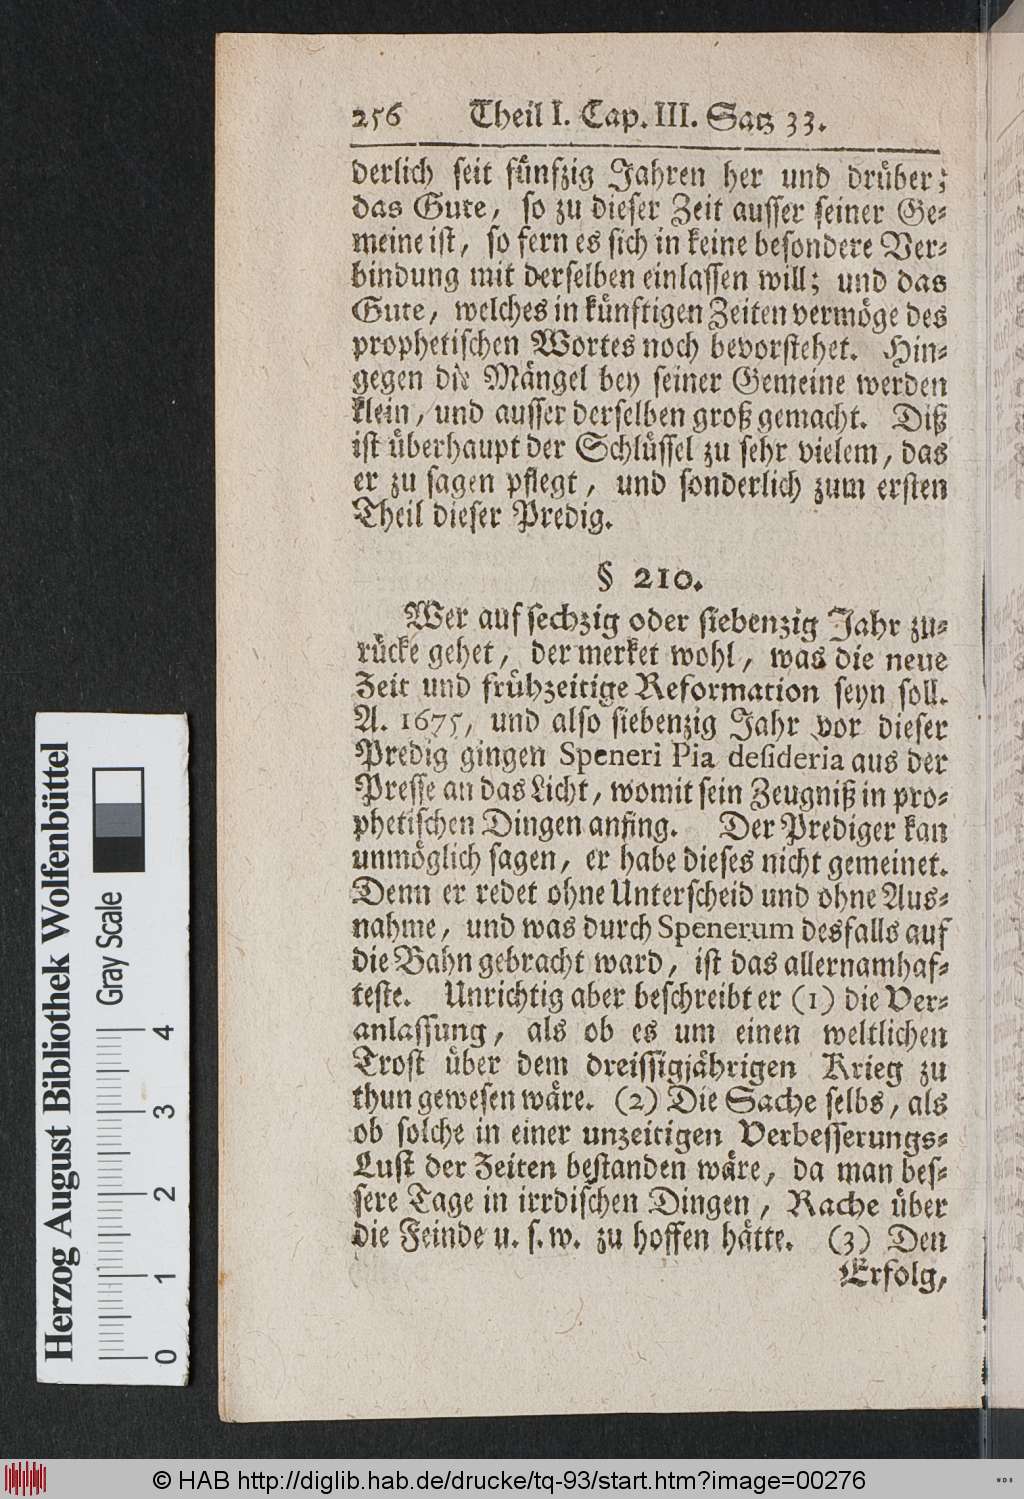 256 Theil I. Cap. III. Satz 33.
derlich seit fünfzig Jahren her und drüber;
das Gute, so zu dieser Zeit ausser seiner Ge-
meine ist, so fern es sich in keine besondere Ver-
bindung mit derselben einlassen will; und das
Gute, welches in künftigen Zeiten vermöge des
prophetischen Wortes noch bevorstehet. Hin-
gegen die Mängel bey seiner Gemeine werden
klein, und ausser derselben groß gemacht. Diß
ist überhaupt der Schlüssel zu sehr vielem, das
er zu sagen pflegt, und sonderlich zum ersten
Theil dieser Predig.
§ 210.
Wer auf sechzig oder siebenzig Jahr zu-
rücke gehet, der merket wohl, was die neue
Zeit und frühzeitige Reformation seyn soll.
A. 1675, und also siebenzig Jahr vor dieser
Predig gingen Speneri Pia desideria aus der
Presse an das Licht, womit sein Zeugniß in pro-
phetischen Dingen anfing. Der Prediger kan
unmöglich sagen, er habe dieses nicht gemeinet.
Denn er redet ohne Unterscheid und ohne Aus-
nahme, und was durch Spenerum desfalls auf
die Bahn gebracht ward, ist das allernamhaf-
teste. Unrichtig aber beschreibt er (1) die Ver-
anlassung, als ob es um einen weltlichen
Trost über dem dreissigjährigen Krieg zu
thun gewesen wäre. (2) Die Sache selbs, als
ob solche in einer unzeitigen Verbesserungs-
Lust der Zeiten bestanden wäre, da man bes-
sere Tage in irrdischen Dingen, Rache über
die Feinde u. s. w. zu hoffen hätte. (3) Den
Erfolg,
Herzog August Bibliothek Wolfenbüttel
Gray Scale
0 1 2 3 4
© HAB http://diglib.hab.de/drucke/tq-93/start.htm?image=00276